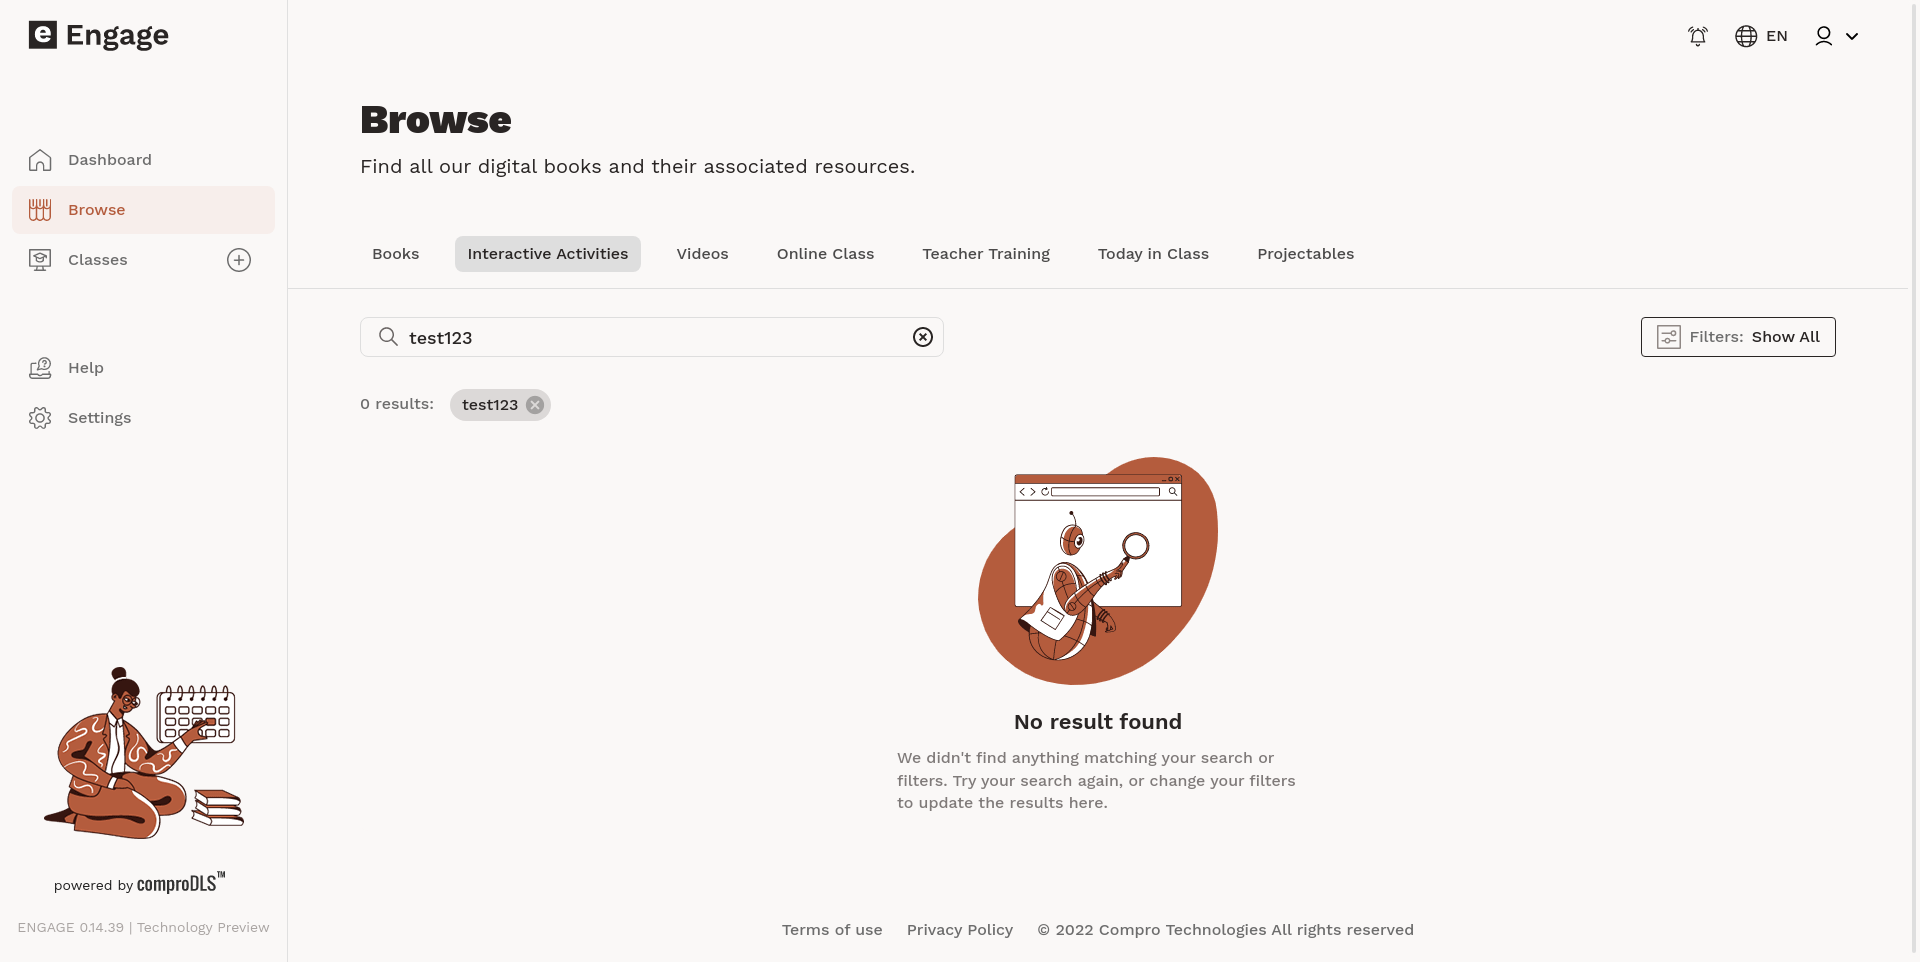 e Engage
EN
Dashboard
Browse
Classes
Help
Settings
powered by comproDLS™
ENGAGE 0.14.39 | Technology Preview
Browse
Find all our digital books and their associated resources.
Books Interactive Activities Videos Online Class Teacher Training Today in Class Projectables
test123
Filters: Show All
0 results: test123
No result found
We didn't find anything matching your search or
filters. Try your search again, or change your filters
to update the results here.
Terms of use Privacy Policy © 2022 Compro Technologies All rights reserved